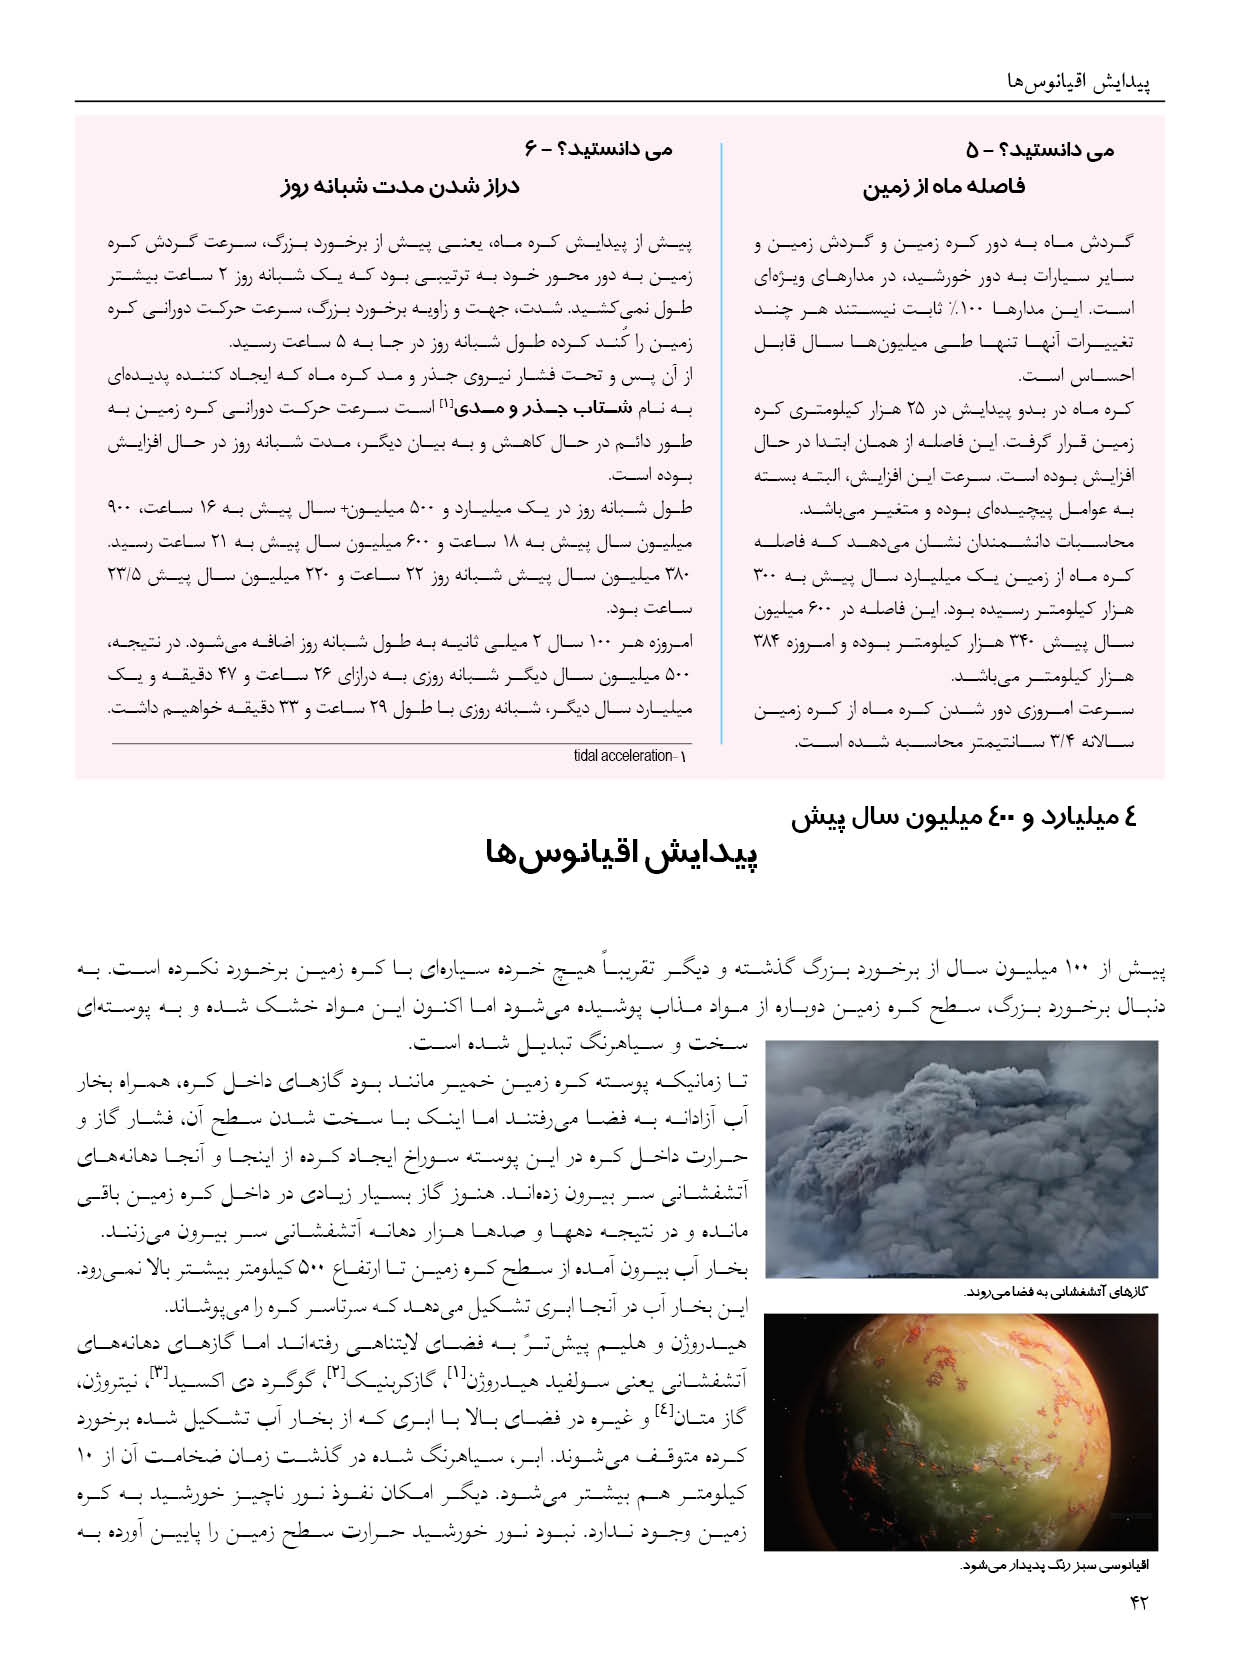 پیدایش اقیانوس‌ها
می دانستید؟ - ۵
فاصله ماه از زمین
گردش ماه به دور کره زمین و گردش زمین و
سایر سیارات به دور خورشید، در مدارهای ویژه‌ای
است. این مدارها ۱۰۰٪ ثابت نیستند هر چند
تغییرات آنها تنها طی میلیون‌ها سال قابل
احساس است.
کره ماه در بدو پیدایش در ۲۵ هزار کیلومتری کره
زمین قرار گرفت. این فاصله از همان ابتدا در حال
افزایش بوده است. سرعت این افزایش، البته بسته
به عوامل پیچیده‌ای بوده و متغیر می‌باشد.
محاسبات دانشمندان نشان می‌دهد که فاصله
کره ماه از زمین یک میلیارد سال پیش به ۳۰۰
هزار کیلومتر رسیده بود. این فاصله در ۶۰۰ میلیون
سال پیش ۳۴۰ هزار کیلومتر بوده و امروزه ۳۸۴
هزار کیلومتر می‌باشد.
سرعت امروزی دور شدن کره ماه از کره زمین
سالانه ۳/۴ سانتیمتر محاسبه شده است.
می دانستید؟ - ۶
دراز شدن مدت شبانه روز
پیش از پیدایش کره ماه، یعنی پیش از برخورد بزرگ، سرعت گردش کره
زمین به دور محور خود به ترتیبی بود که یک شبانه روز ۲ ساعت بیشتر
طول نمی‌کشید. شدت، جهت و زاویه برخورد بزرگ، سرعت حرکت دورانی کره
زمین را کُند کرده طول شبانه روز در جا به ۵ ساعت رسید.
از آن پس و تحت فشار نیروی جذر و مد کره ماه که ایجاد کننده پدیده‌ای
به نام شتاب جذر و مدی[۱] است سرعت حرکت دورانی کره زمین به
طور دائم در حال کاهش و به بیان دیگر، مدت شبانه روز در حال افزایش
بوده است.
طول شبانه روز در یک میلیارد و ۵۰۰ میلیون+ سال پیش به ۱۶ ساعت، ۹۰۰
میلیون سال پیش به ۱۸ ساعت و ۶۰۰ میلیون سال پیش به ۲۱ ساعت رسید.
۳۸۰ میلیون سال پیش شبانه روز ۲۲ ساعت و ۲۲۰ میلیون سال پیش ۲۳/۵
ساعت بود.
امروزه هر ۱۰۰ سال ۲ میلی ثانیه به طول شبانه روز اضافه می‌شود. در نتیجه،
۵۰۰ میلیون سال دیگر شبانه روزی به درازای ۲۶ ساعت و ۴۷ دقیقه و یک
میلیارد سال دیگر، شبانه روزی با طول ۲۹ ساعت و ۳۳ دقیقه خواهیم داشت.
۱-tidal acceleration
٤ میلیارد و ٤۰۰ میلیون سال پیش
پیدایش اقیانوس‌ها
پیش از ۱۰۰ میلیون سال از برخورد بزرگ گذشته و دیگر تقریباً هیچ خرده سیاره‌ای با کره زمین برخورد نکرده است. به
دنبال برخورد بزرگ، سطح کره زمین دوباره از مواد مذاب پوشیده می‌شود اما اکنون این مواد خشک شده و به پوسته‌ای
سخت و سیاهرنگ تبدیل شده است.
تا زمانیکه پوسته کره زمین خمیر مانند بود گازهای داخل کره، همراه بخار
آب آزادانه به فضا می‌رفتند اما اینک با سخت شدن سطح آن، فشار گاز و
حرارت داخل کره در این پوسته سوراخ ایجاد کرده از اینجا و آنجا دهانه‌های
آتشفشانی سر بیرون زده‌اند. هنوز گاز بسیار زیادی در داخل کره زمین باقی
مانده و در نتیجه دهها و صدها هزار دهانه آتشفشانی سر بیرون می‌زنند.
بخار آب بیرون آمده از سطح کره زمین تا ارتفاع ۵۰۰ کیلومتر بیشتر بالا نمی‌رود.
این بخار آب در آنجا ابری تشکیل می‌دهد که سرتاسر کره را می‌پوشاند.
هیدروژن و هلیم پیش‌ترً به فضای لایتناهی رفته‌اند اما گازهای دهانه‌های
آتشفشانی یعنی سولفید هیدروژن[۱]، گازکربنیک[۲]، گوگرد دی اکسید[۳]، نیتروژن،
گاز متان[٤] و غیره در فضای بالا با ابری که از بخار آب تشکیل شده برخورد
کرده متوقف می‌شوند. ابر، سیاهرنگ شده در گذشت زمان ضخامت آن از ۱۰
کیلومتر هم بیشتر می‌شود. دیگر امکان نفوذ نور ناچیز خورشید به کره
زمین وجود ندارد. نبود نور خورشید حرارت سطح زمین را پایین آورده به
گازهای آتشفشانی به فضا می‌روند.
اقیانوسی سبز رنگ پدیدار می‌شود.
۴۲